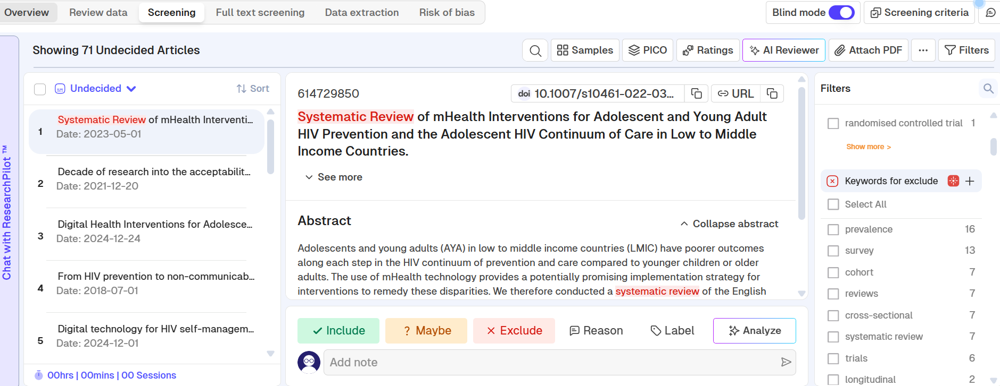 Overview Review data Screening Full text screening Data extraction Risk of bias Blind mode Screening criteria
Chat with ResearchPilot ™
Showing 71 Undecided Articles Samples PICO Ratings AI Reviewer Attach PDF ... Filters
Undecided Sort
1 Systematic Review of mHealth Interventi...
Date: 2023-05-01
2 Decade of research into the acceptabilit...
Date: 2021-12-20
3 Digital Health Interventions for Adolesce...
Date: 2024-12-24
4 From HIV prevention to non-communicab...
Date: 2018-07-01
5 Digital technology for HIV self-managem...
Date: 2024-12-01
00hrs | 00mins | 00 Sessions
614729850 doi 10.1007/s10461-022-03... URL
Systematic Review of mHealth Interventions for Adolescent and Young Adult
HIV Prevention and the Adolescent HIV Continuum of Care in Low to Middle
Income Countries.
See more
Abstract Collapse abstract
Adolescents and young adults (AYA) in low to middle income countries (LMIC) have poorer outcomes
along each step in the HIV continuum of prevention and care compared to younger children or older
adults. The use of mHealth technology provides a potentially promising implementation strategy for
interventions to remedy these disparities. We therefore conducted a systematic review of the English
Include ? Maybe Exclude Reason Label Analyze
Add note
Filters
randomised controlled trial 1
Show more >
Keywords for exclude
Select All
prevalence 16
survey 13
cohort 7
reviews 7
cross-sectional 7
systematic review 7
trials 6
longitudinal 2